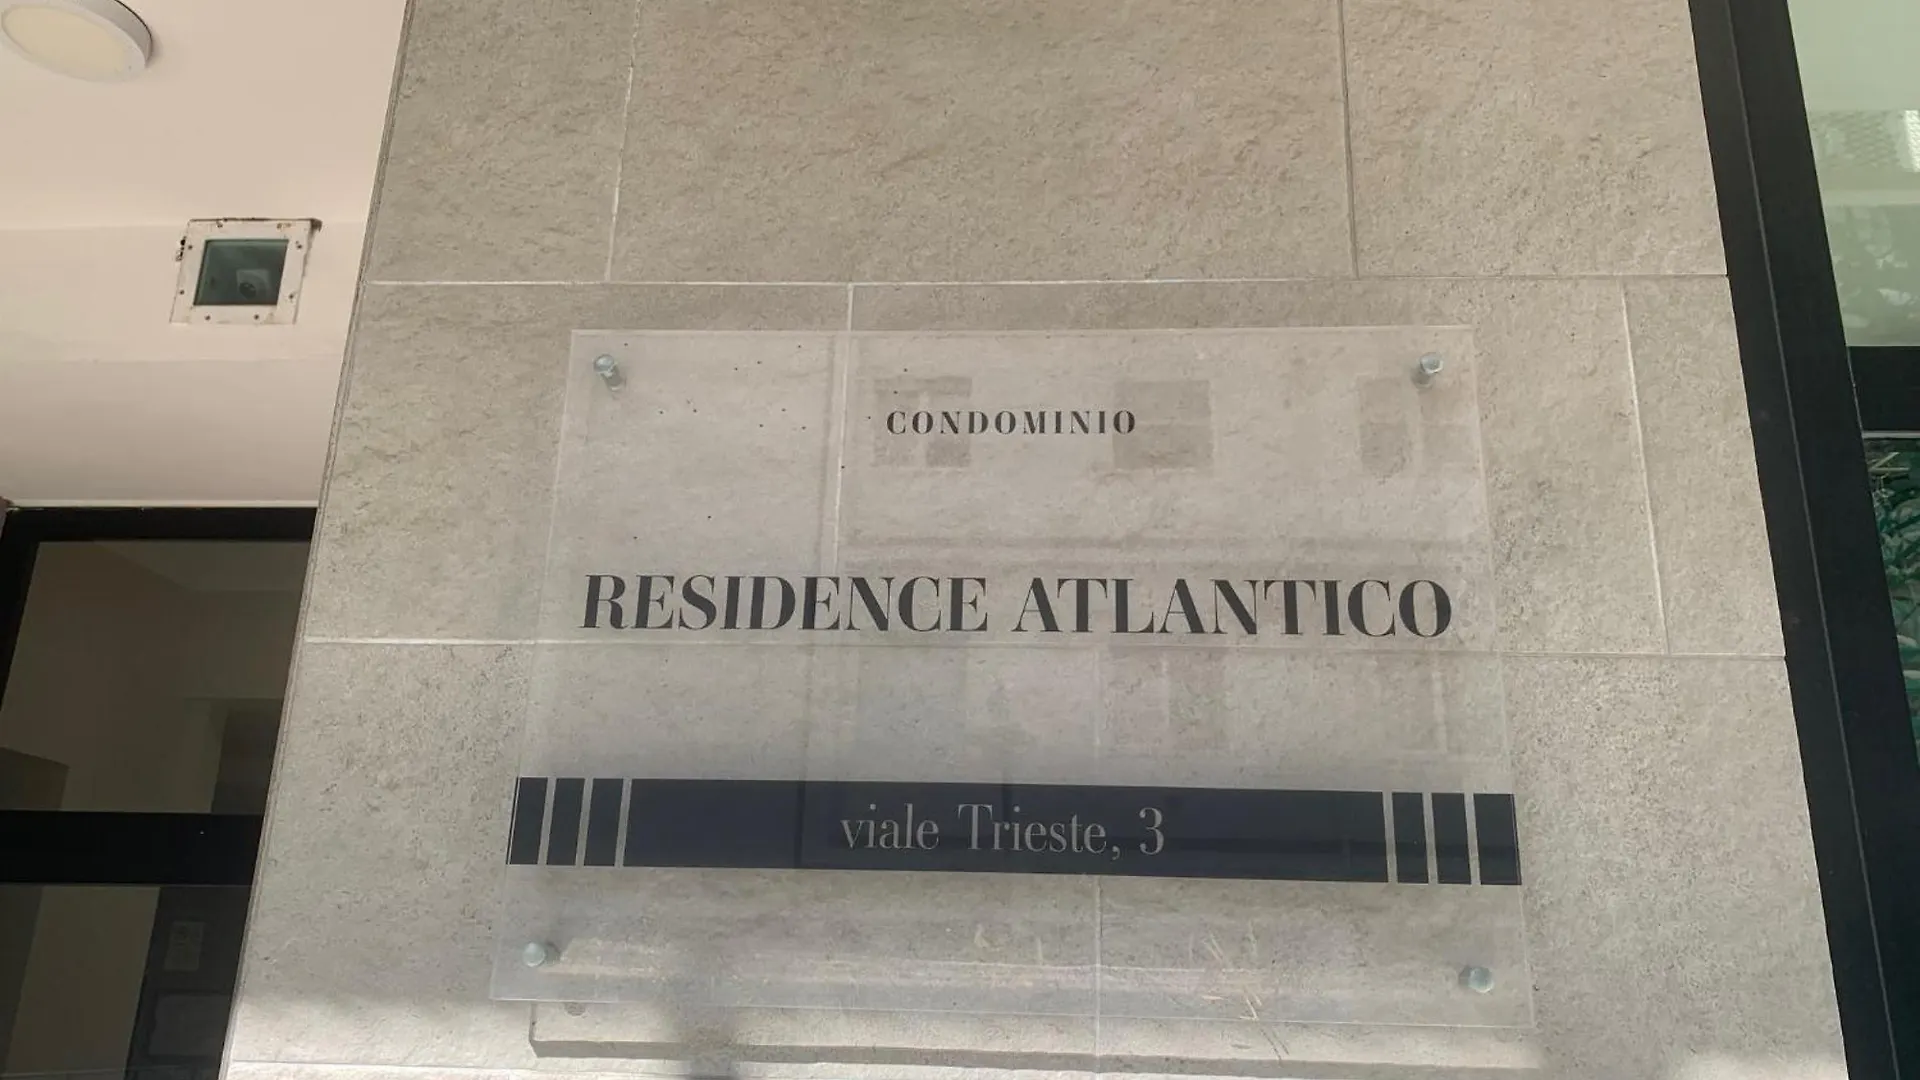 CONDOMINIO
RESIDENCE ATLANTICO
viale Trieste, 3